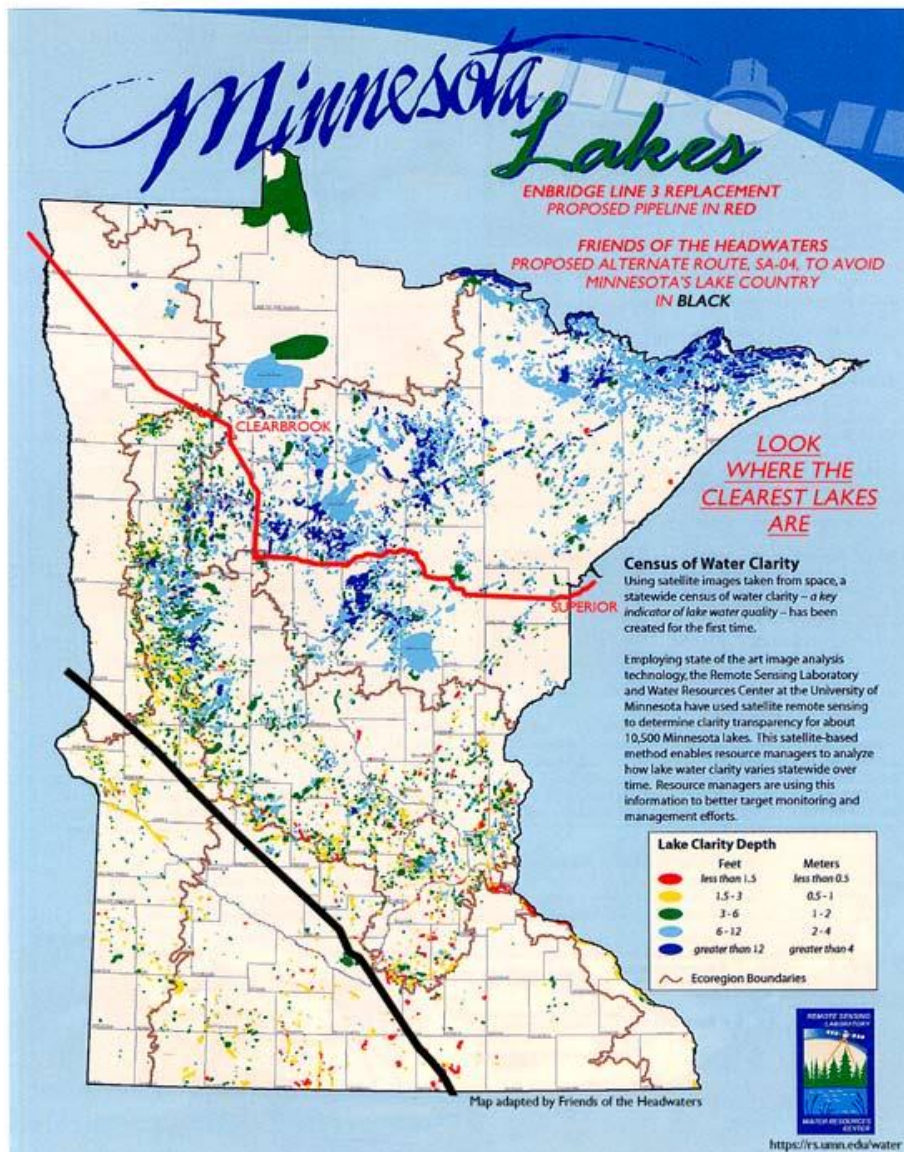 Minnesota
Lakes
ENBRIDGE LINE 3 REPLACEMENT
PROPOSED PIPELINE IN RED
FRIENDS OF THE HEADWATERS
PROPOSED ALTERNATE ROUTE, SA-04, TO AVOID
MINNESOTA'S LAKE COUNTRY
IN BLACK
CLEARBROOK
LOOK
WHERE THE
CLEAREST LAKES
ARE
SUPERIOR
Census of Water Clarity
Using satellite images taken from space, a
statewide census of water clarity – a key
indicator of lake water quality – has been
created for the first time.
Employing state of the art image analysis
technology, the Remote Sensing Laboratory
and Water Resources Center at the University of
Minnesota have used satellite remote sensing
to determine clarity transparency for about
10,500 Minnesota lakes. This satellite-based
method enables resource managers to analyze
how lake water clarity varies statewide over
time. Resource managers are using this
information to better target monitoring and
management efforts.
Lake Clarity Depth
Feet Meters
less than 1.5 less than 0.5
1.5 - 3 0.5 - 1
3 - 6 1 - 2
6 - 12 2 - 4
greater than 12 greater than 4
Ecoregion Boundaries
REMOTE SENSING
LABORATORY
WATER RESOURCES
CENTER
Map adapted by Friends of the Headwaters
https://rs.umn.edu/water